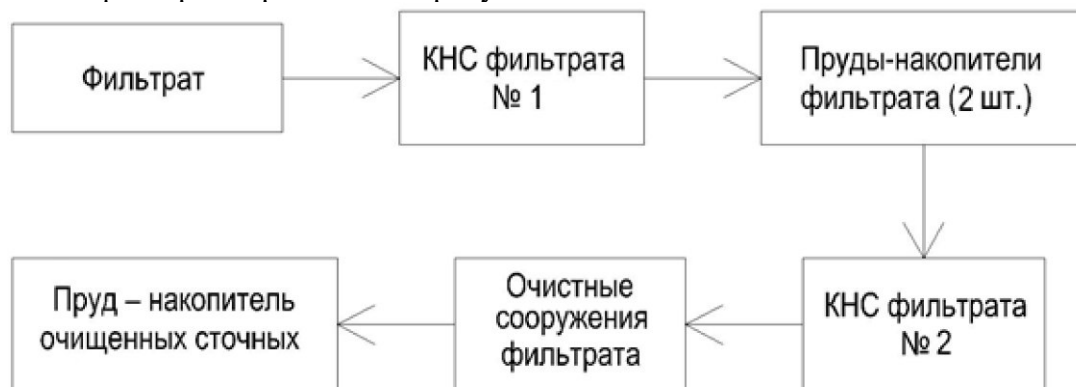 Фильтрат
КНС фильтрата
№ 1
Пруды-накопители
фильтрата (2 шт.)
КНС фильтрата
№ 2
Очистные
сооружения
фильтрата
Пруд – накопитель
очищенных сточных